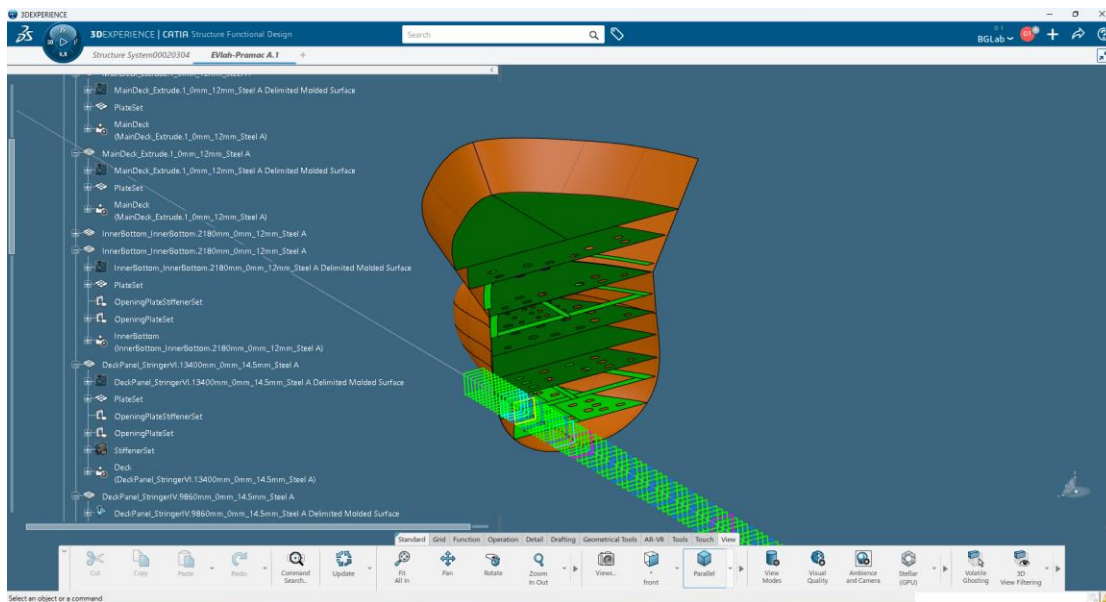 3DEXPERIENCE
3DEXPERIENCE | CATIA Structure Functional Design
Search
BGLab
Structure System00020304
EVlah-Pramac A.1
+
MainDeck_Extrude.1_0mm_12mm_Steel A Delimited Molded Surface
PlateSet
MainDeck
(MainDeck_Extrude.1_0mm_12mm_Steel A)
MainDeck_Extrude.1_0mm_12mm_Steel A
MainDeck_Extrude.1_0mm_12mm_Steel A Delimited Molded Surface
PlateSet
MainDeck
(MainDeck_Extrude.1_0mm_12mm_Steel A)
InnerBottom_InnerBottom.2180mm_0mm_12mm_Steel A
InnerBottom_InnerBottom.2180mm_0mm_12mm_Steel A
InnerBottom_InnerBottom.2180mm_0mm_12mm_Steel A Delimited Molded Surface
PlateSet
OpeningPlateStiffenerSet
OpeningPlateSet
InnerBottom
(InnerBottom_InnerBottom.2180mm_0mm_12mm_Steel A)
DeckPanel_StringerVI.13400mm_0mm_14.5mm_Steel A
DeckPanel_StringerVI.13400mm_0mm_14.5mm_Steel A Delimited Molded Surface
PlateSet
OpeningPlateStiffenerSet
OpeningPlateSet
StiffenerSet
Deck
(DeckPanel_StringerVI.13400mm_0mm_14.5mm_Steel A)
DeckPanel_StringerIV.9860mm_0mm_14.5mm_Steel A
DeckPanel_StringerIV.9860mm_0mm_14.5mm_Steel A Delimited Molded Surface
Standard Grid Function Operation Detail Drafting Geometrical Tools AR-VR Tools Touch View
Cut
Copy
Paste
Redo
Command
Search..
Update
Fit
All In
Pan
Rotate
Zoom
In Out
Views...
front
Parallel
View
Modes
Visual
Quality
Ambience
and Camera
Stellar
(GPU)
Volatile
Ghosting
3D
View Filtering
Select an object or a command